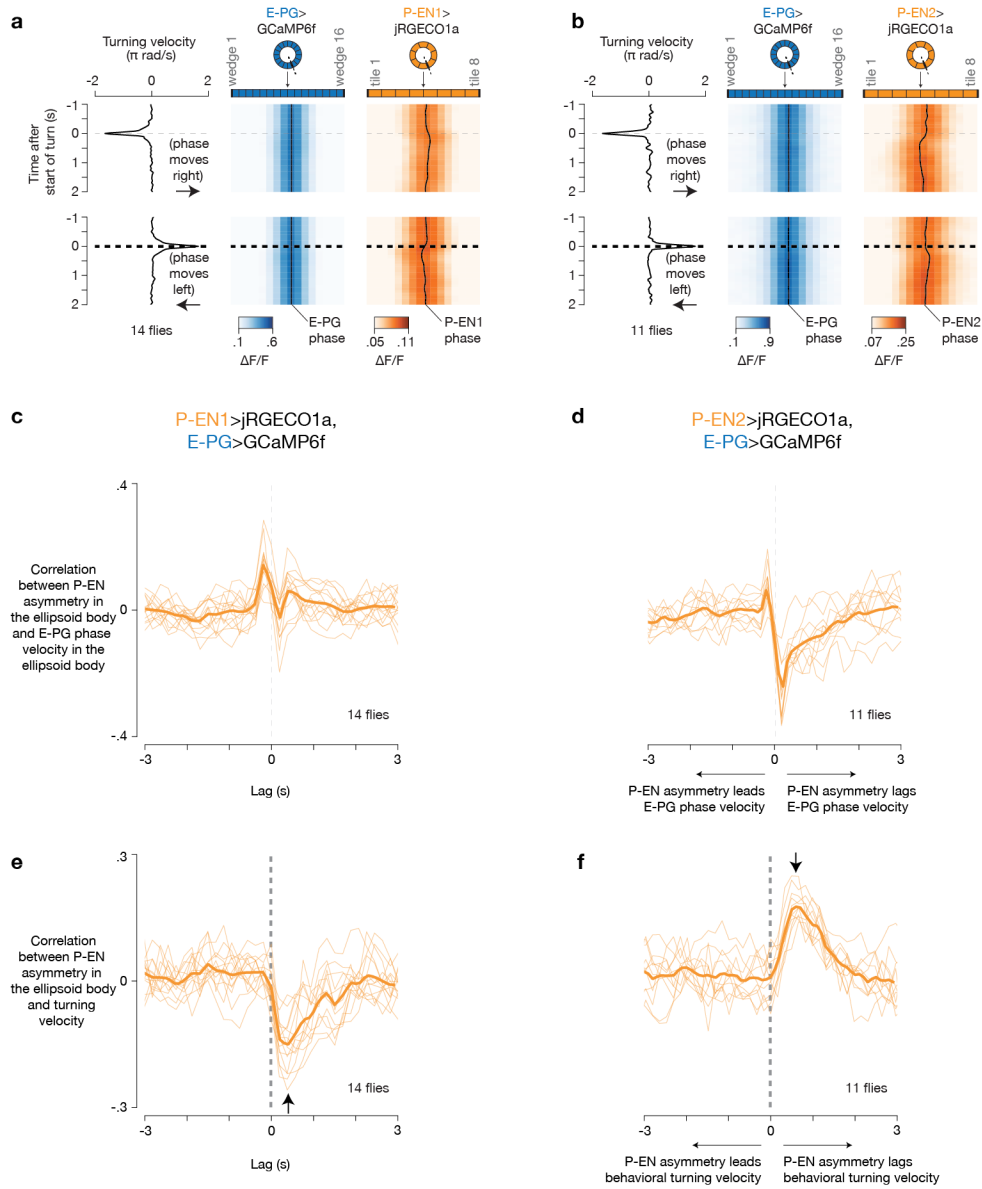 a
Turning velocity
(π rad/s)
-2 0 2
E-PG>
GCaMP6f
wedge 1
wedge 16
P-EN1>
jRGECO1a
tile 1
tile 8
Time after
start of turn (s)
-1
0
1
2
(phase
moves
right)
-1
0
1
2
(phase
moves
left)
14 flies
E-PG
phase
P-EN1
phase
.1 .6
ΔF/F
.05 .11
ΔF/F
b
Turning velocity
(π rad/s)
-2 0 2
E-PG>
GCaMP6f
wedge 1
wedge 16
P-EN2>
jRGECO1a
tile 1
tile 8
-1
0
1
2
(phase
moves
right)
-1
0
1
2
(phase
moves
left)
11 flies
E-PG
phase
P-EN2
phase
.1 .9
ΔF/F
.07 .25
ΔF/F
c
P-EN1>jRGECO1a,
E-PG>GCaMP6f
.4
0
-.4
Correlation
between P-EN
asymmetry in
the ellipsoid body
and E-PG phase
velocity in the
ellipsoid body
14 flies
-3 0 3
Lag (s)
d
P-EN2>jRGECO1a,
E-PG>GCaMP6f
11 flies
-3 0 3
P-EN asymmetry leads
E-PG phase velocity
P-EN asymmetry lags
E-PG phase velocity
e
.3
0
-.3
Correlation
between P-EN
asymmetry in
the ellipsoid body
and turning
velocity
14 flies
-3 0 3
Lag (s)
f
11 flies
-3 0 3
P-EN asymmetry leads
behavioral turning velocity
P-EN asymmetry lags
behavioral turning velocity